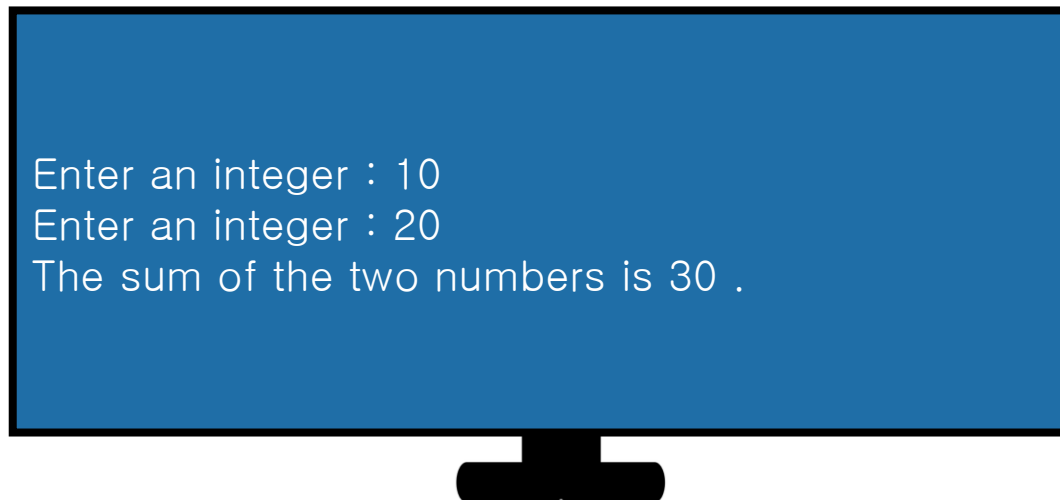 Enter an integer : 10
Enter an integer : 20
The sum of the two numbers is 30 .